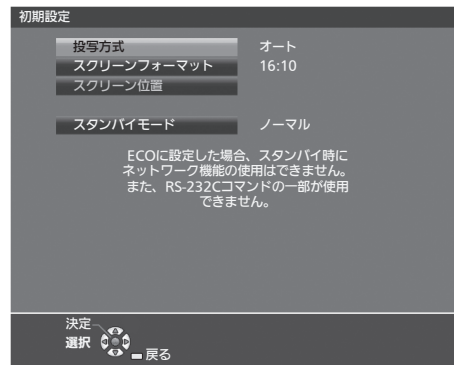 初期設定
投写方式 オート
スクリーンフォーマット 16:10
スクリーン位置
スタンバイモード ノーマル
ECOに設定した場合、スタンバイ時に
ネットワーク機能の使用はできません。
また、RS-232Cコマンドの一部が使用
できません。
決定
選択
戻る